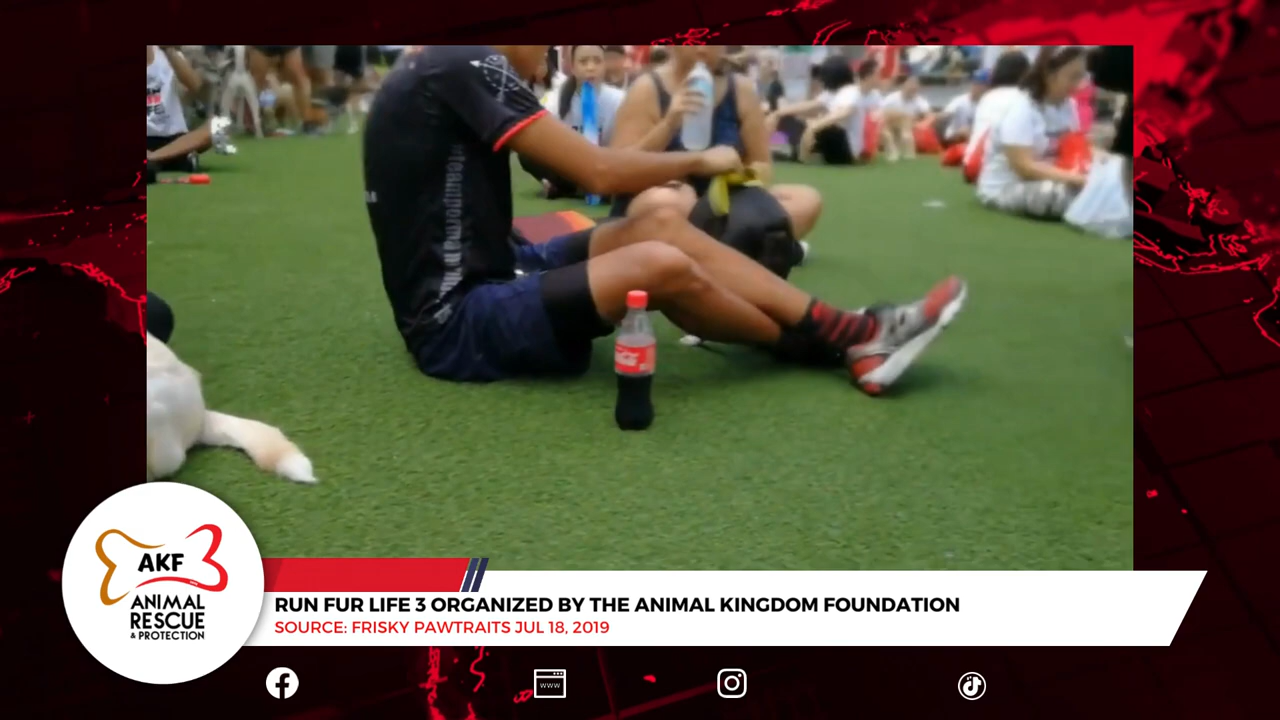 AKF
ANIMAL
RESCUE
& PROTECTION
RUN FUR LIFE 3 ORGANIZED BY THE ANIMAL KINGDOM FOUNDATION
SOURCE: FRISKY PAWTRAITS JUL 18, 2019
WWW